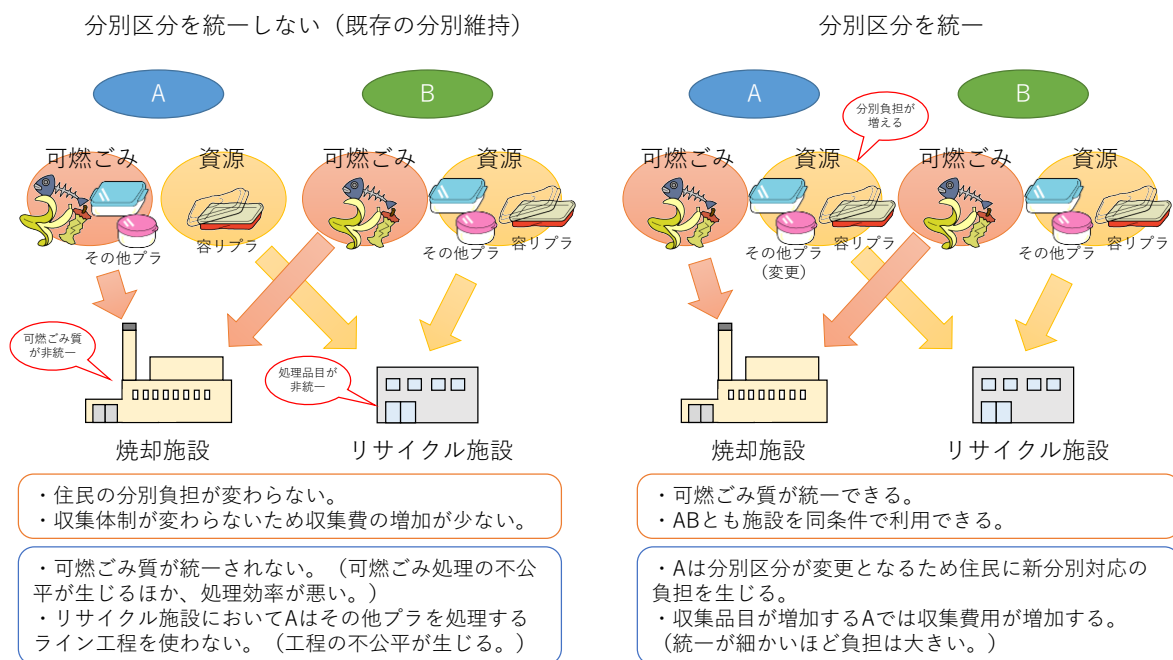 分別区分を統一しない（既存の分別維持）
A
B
可燃ごみ
資源
可燃ごみ
資源
その他プラ
容リプラ
その他プラ
容リプラ
可燃ごみ質
が非統一
処理品目が
非統一
焼却施設
リサイクル施設
・住民の分別負担が変わらない。
・収集体制が変わらないため収集費の増加が少ない。
・可燃ごみ質が統一されない。（可燃ごみ処理の不公
平が生じるほか、処理効率が悪い。）
・リサイクル施設においてAはその他プラを処理する
ライン工程を使わない。（工程の不公平が生じる。）
分別区分を統一
A
B
分別負担が
増える
可燃ごみ
資源
可燃ごみ
資源
その他プラ
（変更）
容リプラ
その他プラ
容リプラ
焼却施設
リサイクル施設
・可燃ごみ質が統一できる。
・ABとも施設を同条件で利用できる。
・Aは分別区分が変更となるため住民に新分別対応の
負担を生じる。
・収集品目が増加するAでは収集費用が増加する。
（統一が細かいほど負担は大きい。）